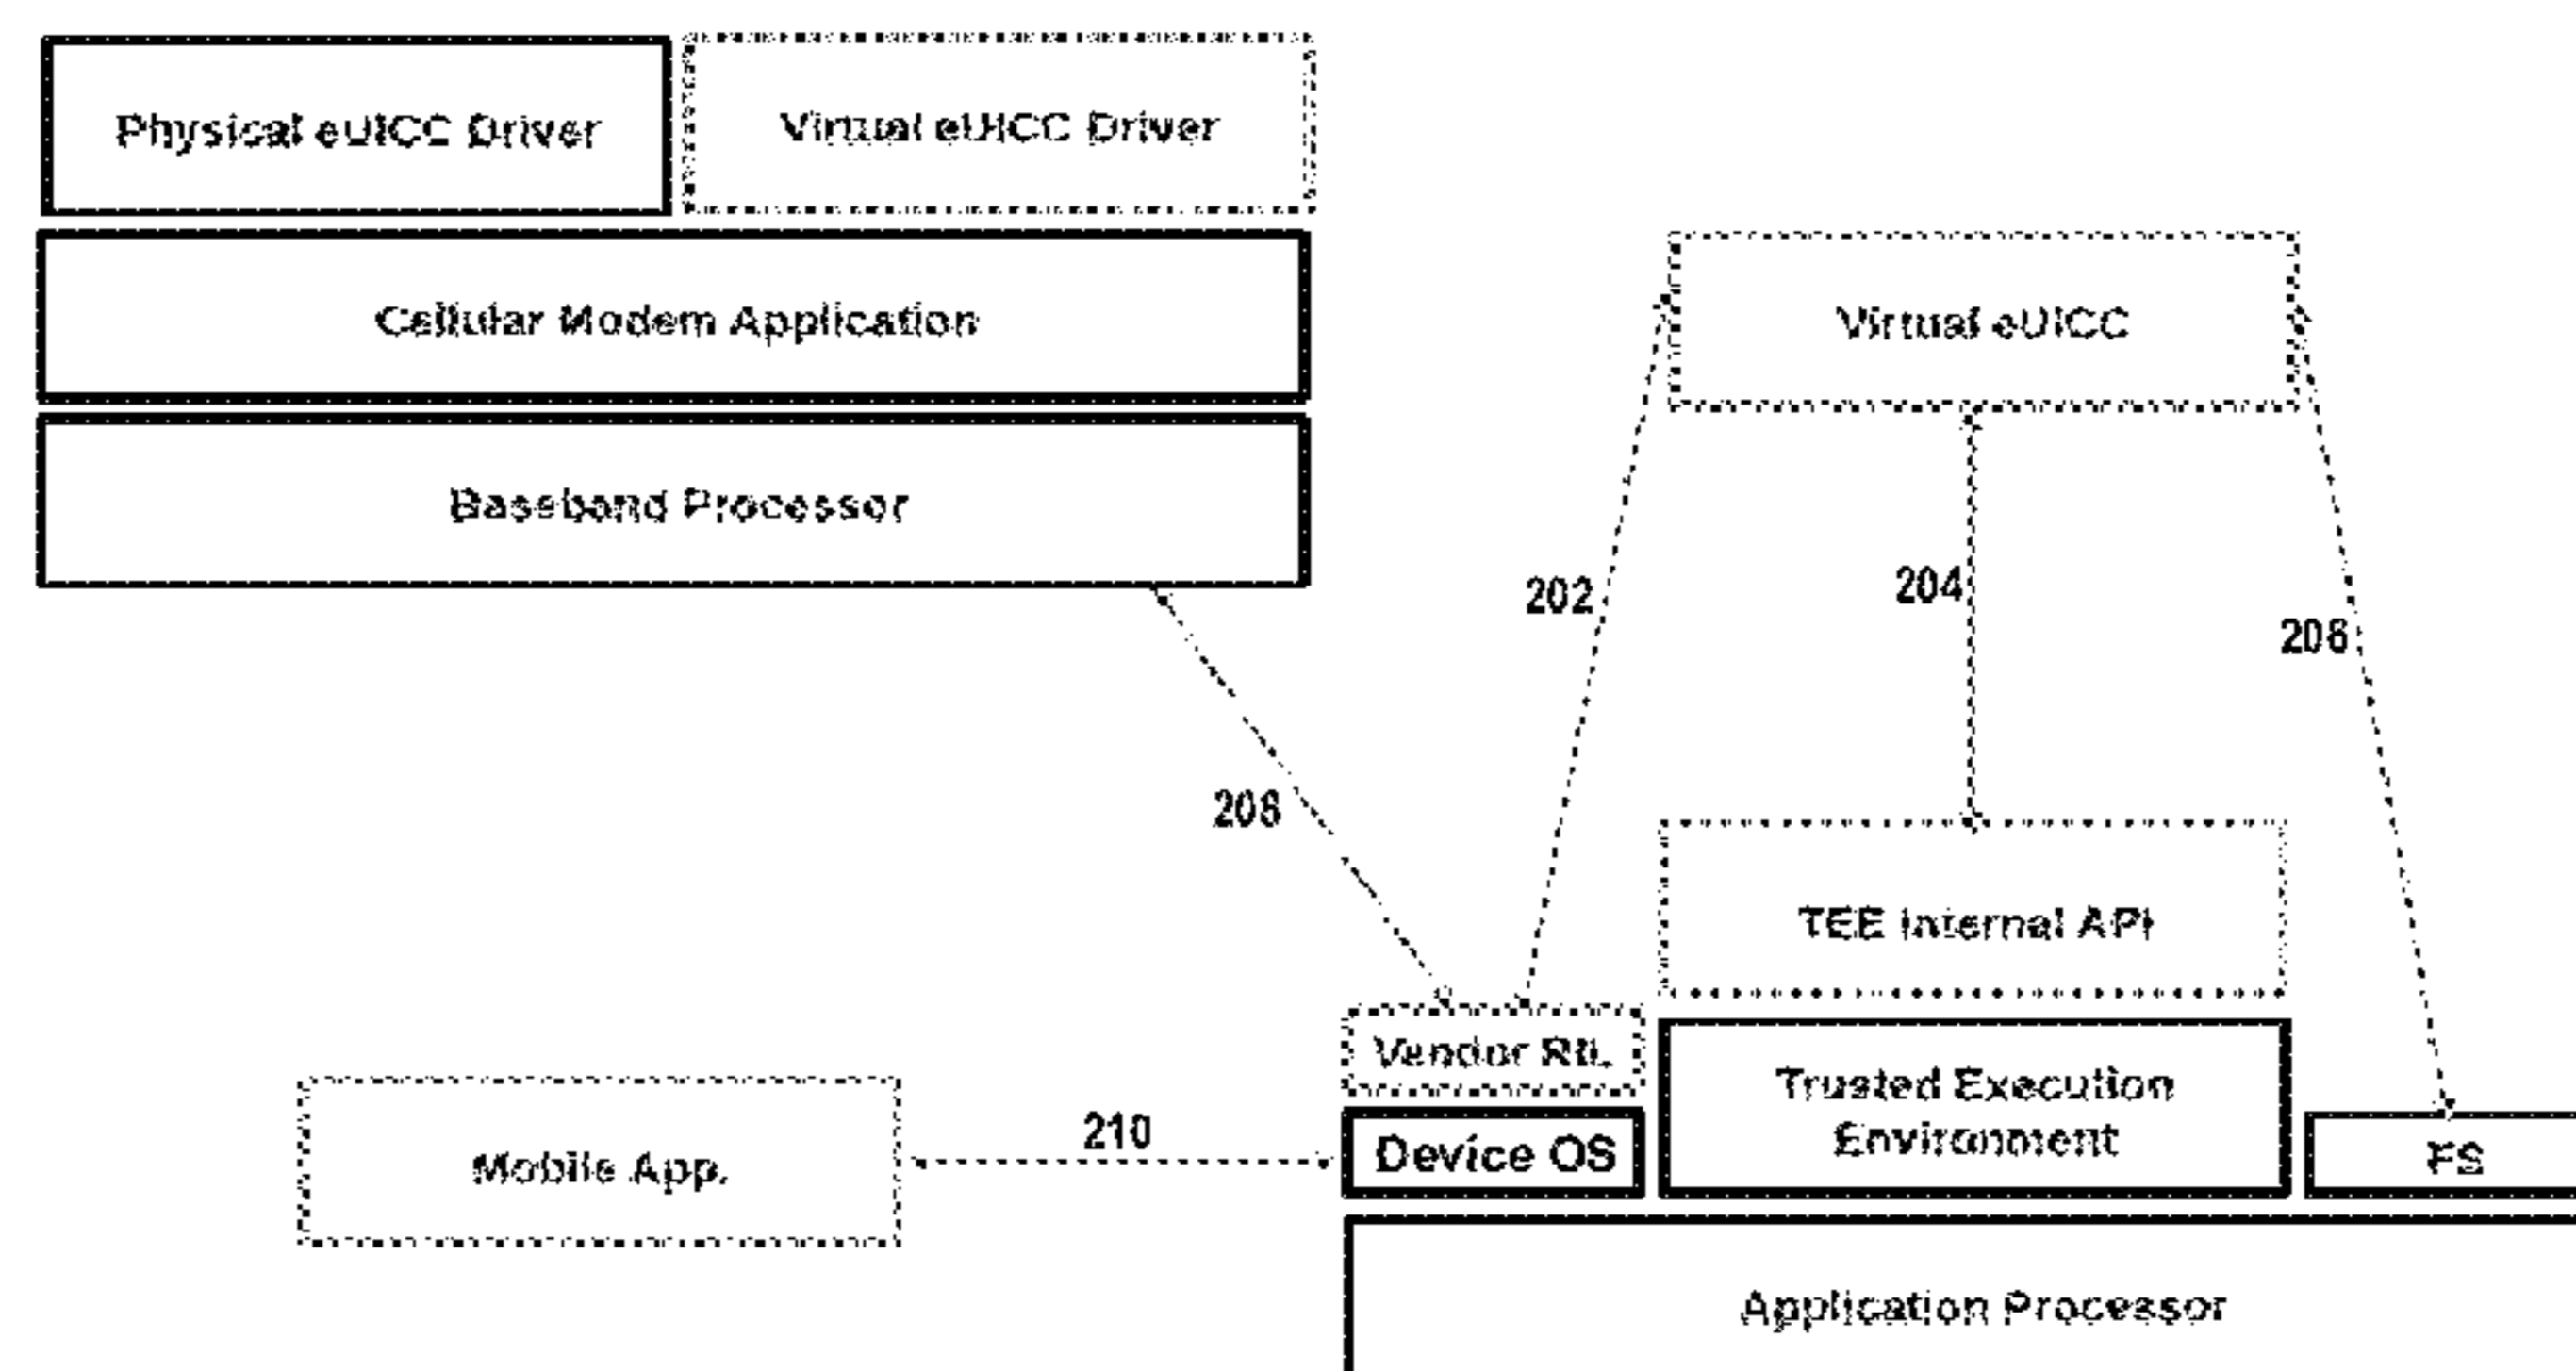 Physical eUICC Driver
Virtual eUICC Driver
Cellular Modem Application
Virtual eUICC
Baseband Processor
202
204
206
208
TEE Internal API
Vendor RIL
Trusted Execution
Environment
210
Device OS
Mobile App.
FS
Application Processor